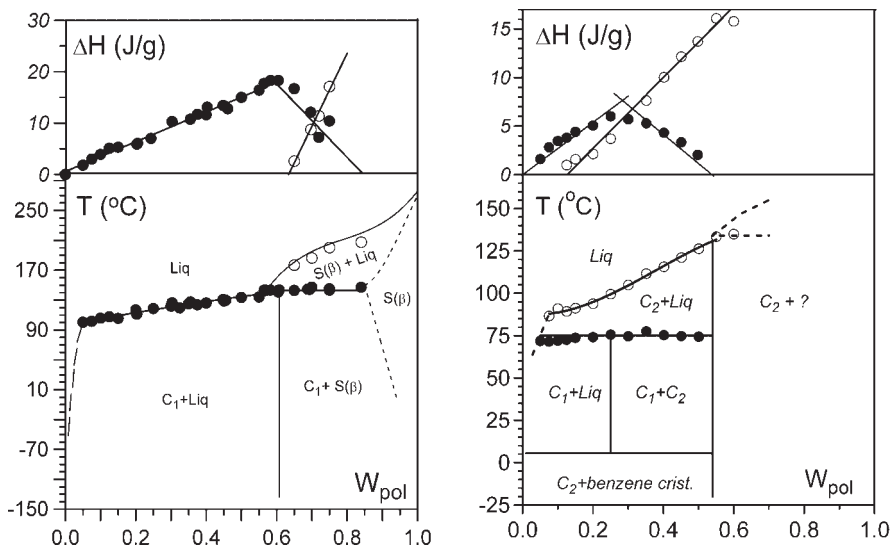 ΔH (J/g)
30
20
10
0
T (°C)
250
170
90
10
-70
-150
Liq
S(β) + Liq
S(β)
C1+Liq
C1+ S(β)
Wpol
0.0 0.2 0.4 0.6 0.8 1.0
ΔH (J/g)
15
10
5
0
T (°C)
150
125
100
75
50
25
0
-25
Liq
C2+Liq
C2 + ?
C1+Liq
C1+C2
C2+benzene crist.
Wpol
0.0 0.2 0.4 0.6 0.8 1.0